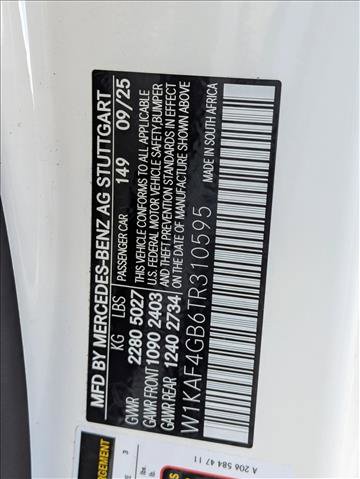 MFD BY MERCEDES-BENZ AG STUTTGART
KG LBS PASSENGER CAR 149 09/25
GVWR 2280 5027 THIS VEHICLE CONFORMS TO ALL APPLICABLE
GAWR FRONT 1090 2403 U.S. FEDERAL MOTOR VEHICLE SAFETY, BUMPER
GAWR REAR 1240 2734 AND THEFT PREVENTION STANDARDS IN EFFECT
ON THE DATE OF MANUFACTURE SHOWN ABOVE
W1KAF4GB6TR310595
MADE IN SOUTH AFRICA
A 206 584 47 11